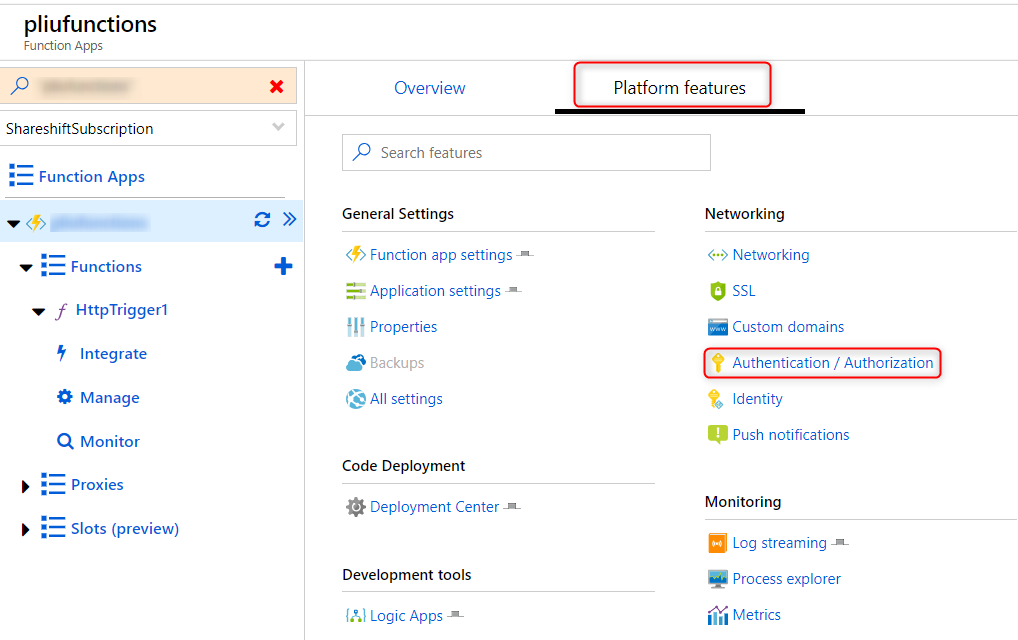 pliufunctions
Function Apps
ShareshiftSubscription
Function Apps
Functions
HttpTrigger1
Integrate
Manage
Monitor
Proxies
Slots (preview)
Overview
Platform features
Search features
General Settings
Function app settings
Application settings
Properties
Backups
All settings
Code Deployment
Deployment Center
Development tools
Logic Apps
Networking
Networking
SSL
www
Custom domains
Authentication / Authorization
Identity
Push notifications
Monitoring
Log streaming
Process explorer
Metrics